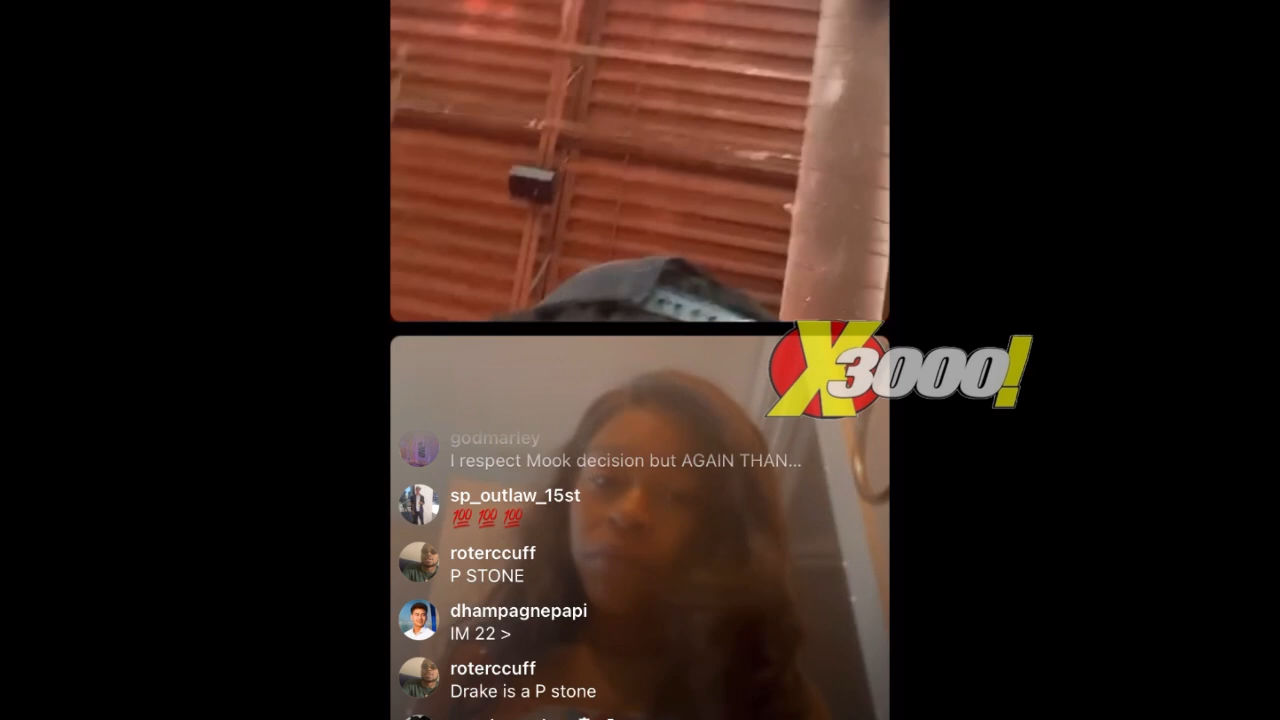 X3000!
godmarley
I respect Mook decision but AGAIN THAN...
sp_outlaw_15st
💯 💯 💯
roterccuff
P STONE
dhampagnepapi
IM 22 >
roterccuff
Drake is a P stone